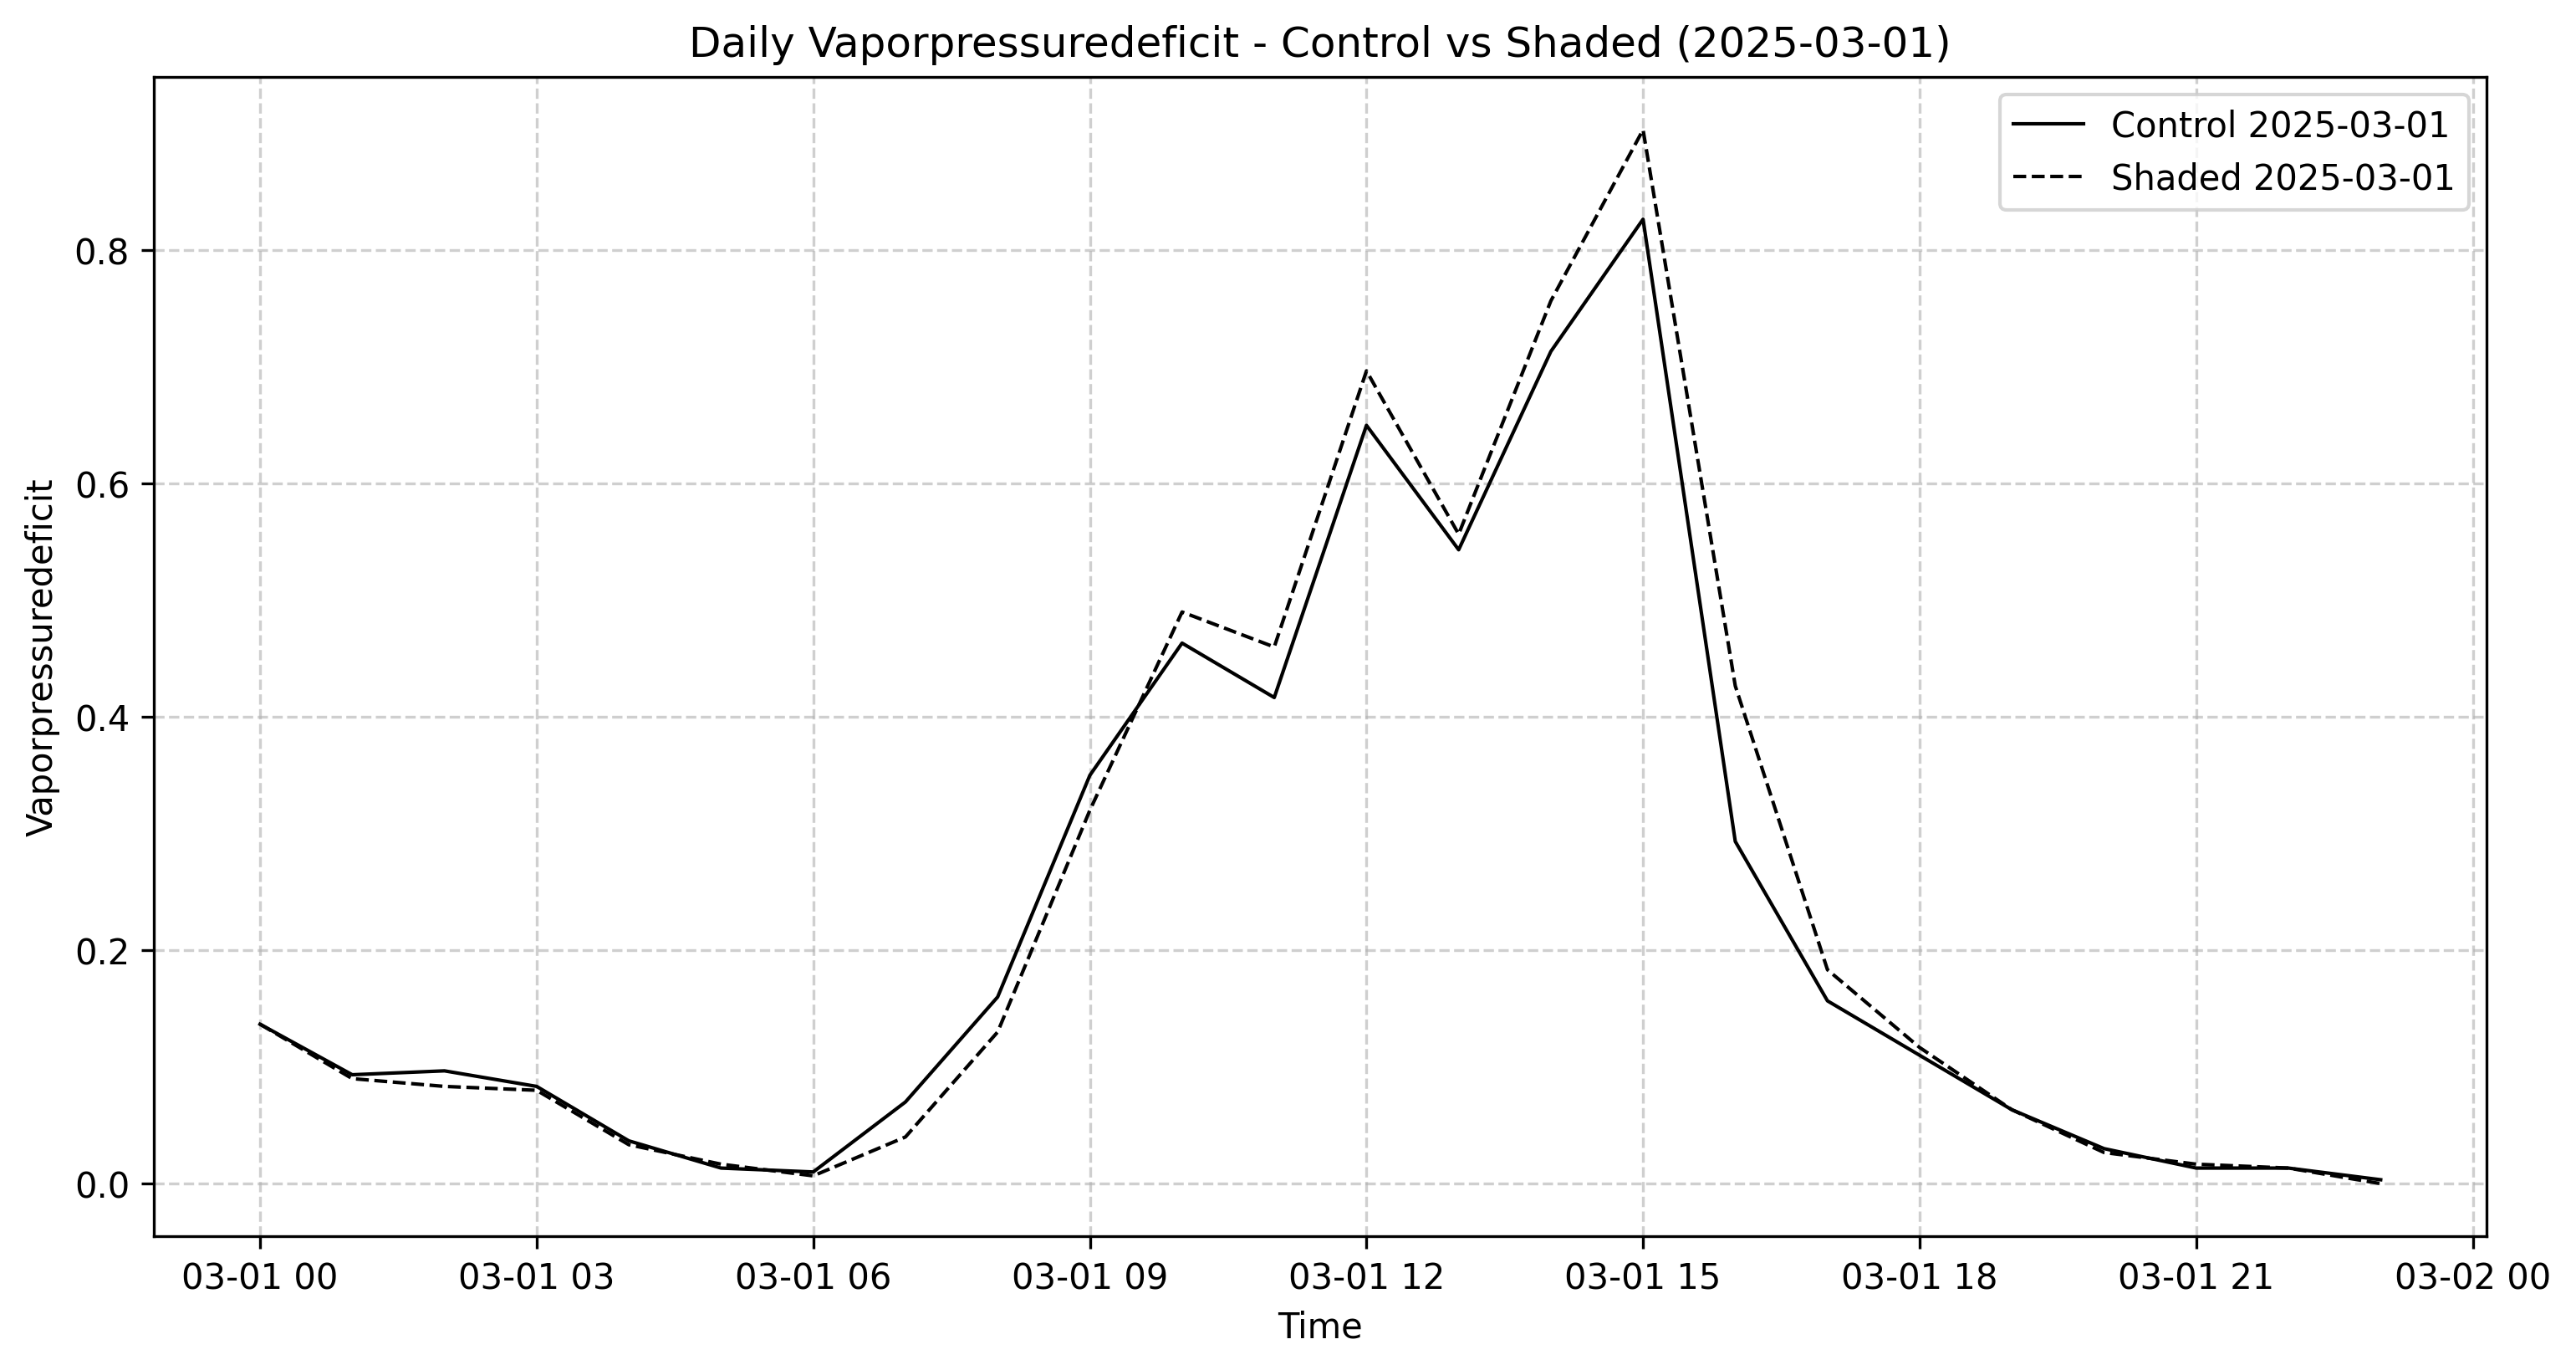 Daily Vaporpressuredeficit - Control vs Shaded (2025-03-01)
Control 2025-03-01
Shaded 2025-03-01
Vaporpressuredeficit
0.8
0.6
0.4
0.2
0.0
03-01 00 03-01 03 03-01 06 03-01 09 03-01 12 03-01 15 03-01 18 03-01 21 03-02 00
Time